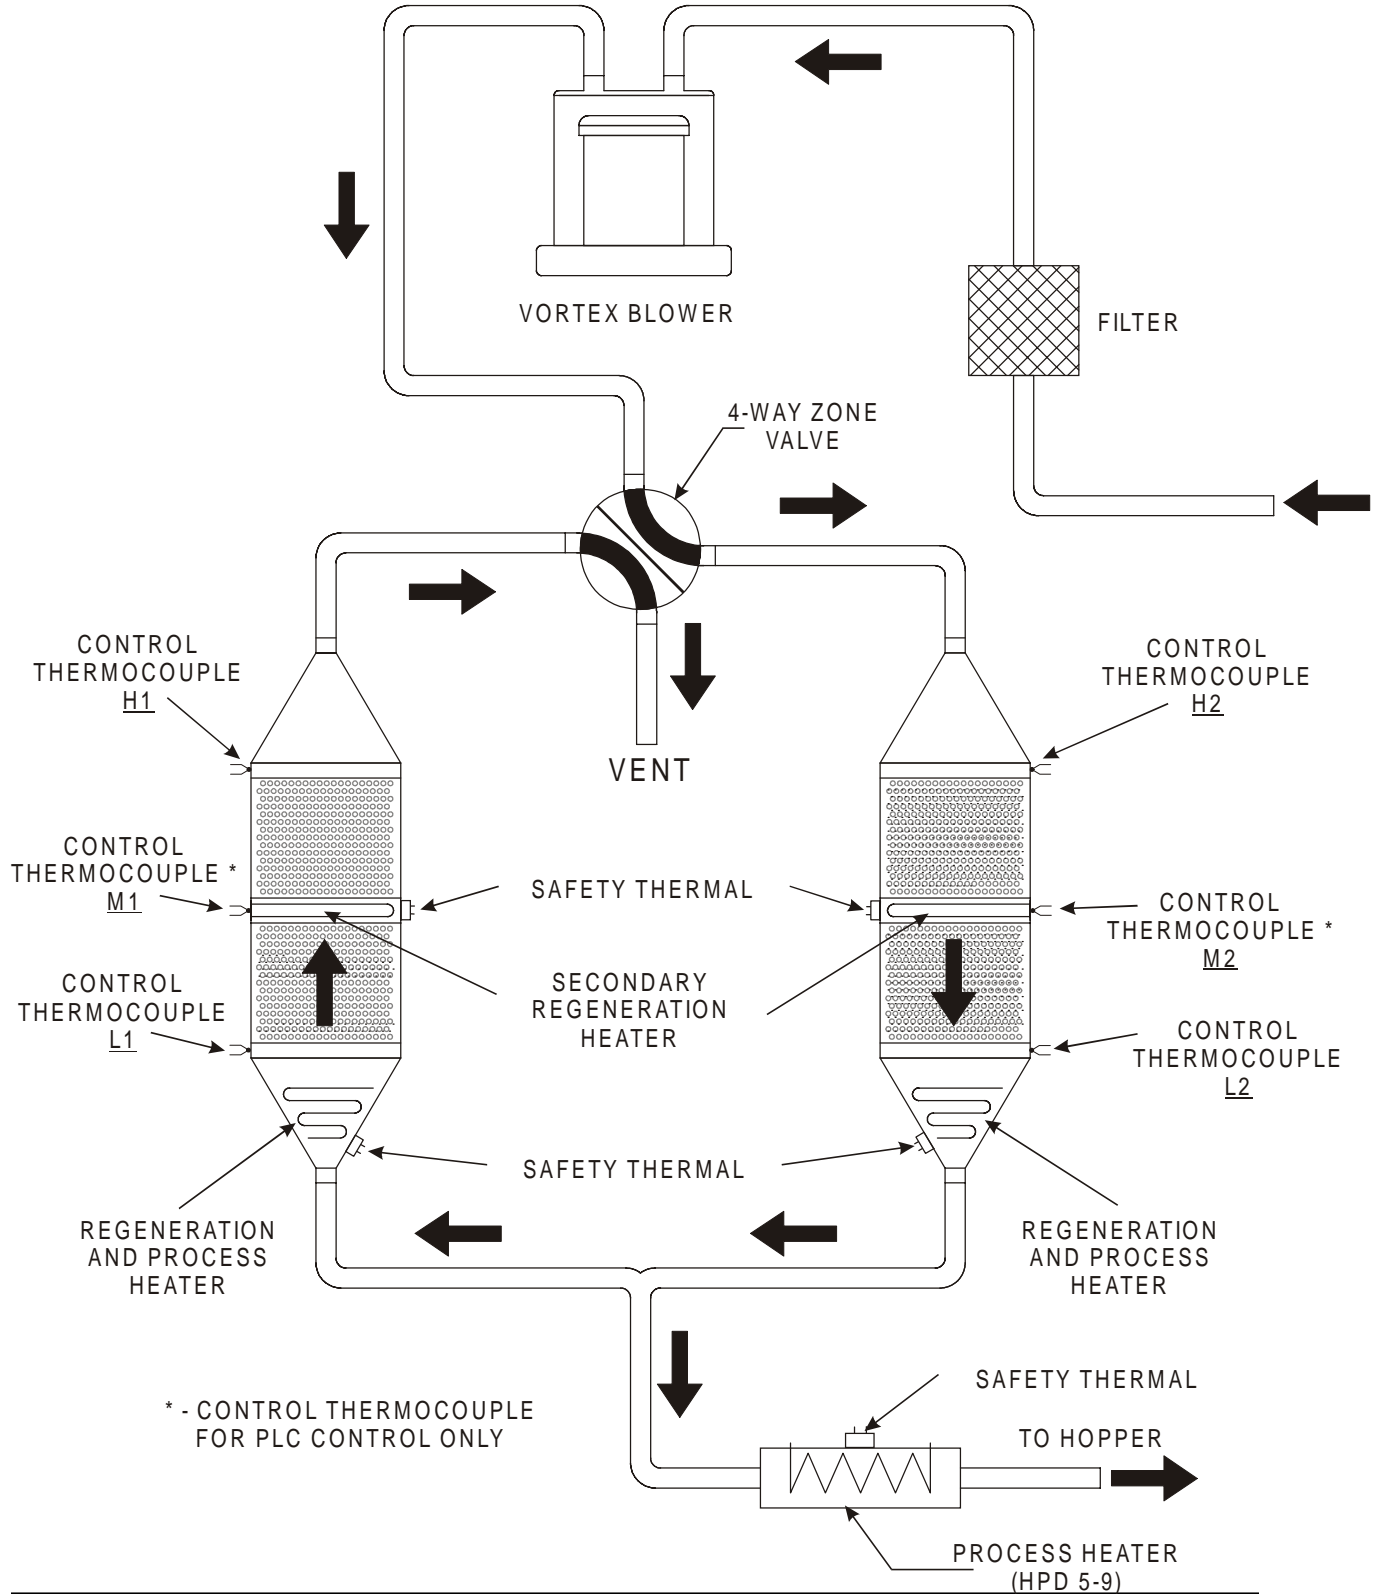 VORTEX BLOWER
FILTER
4-WAY ZONE
VALVE
CONTROL
THERMOCOUPLE
H1
CONTROL
THERMOCOUPLE
H2
VENT
CONTROL
THERMOCOUPLE *
M1
SAFETY THERMAL
CONTROL
THERMOCOUPLE *
M2
CONTROL
THERMOCOUPLE
L1
SECONDARY
REGENERATION
HEATER
CONTROL
THERMOCOUPLE
L2
SAFETY THERMAL
REGENERATION
AND PROCESS
HEATER
REGENERATION
AND PROCESS
HEATER
* - CONTROL THERMOCOUPLE
FOR PLC CONTROL ONLY
SAFETY THERMAL
TO HOPPER
PROCESS HEATER
(HPD 5-9)